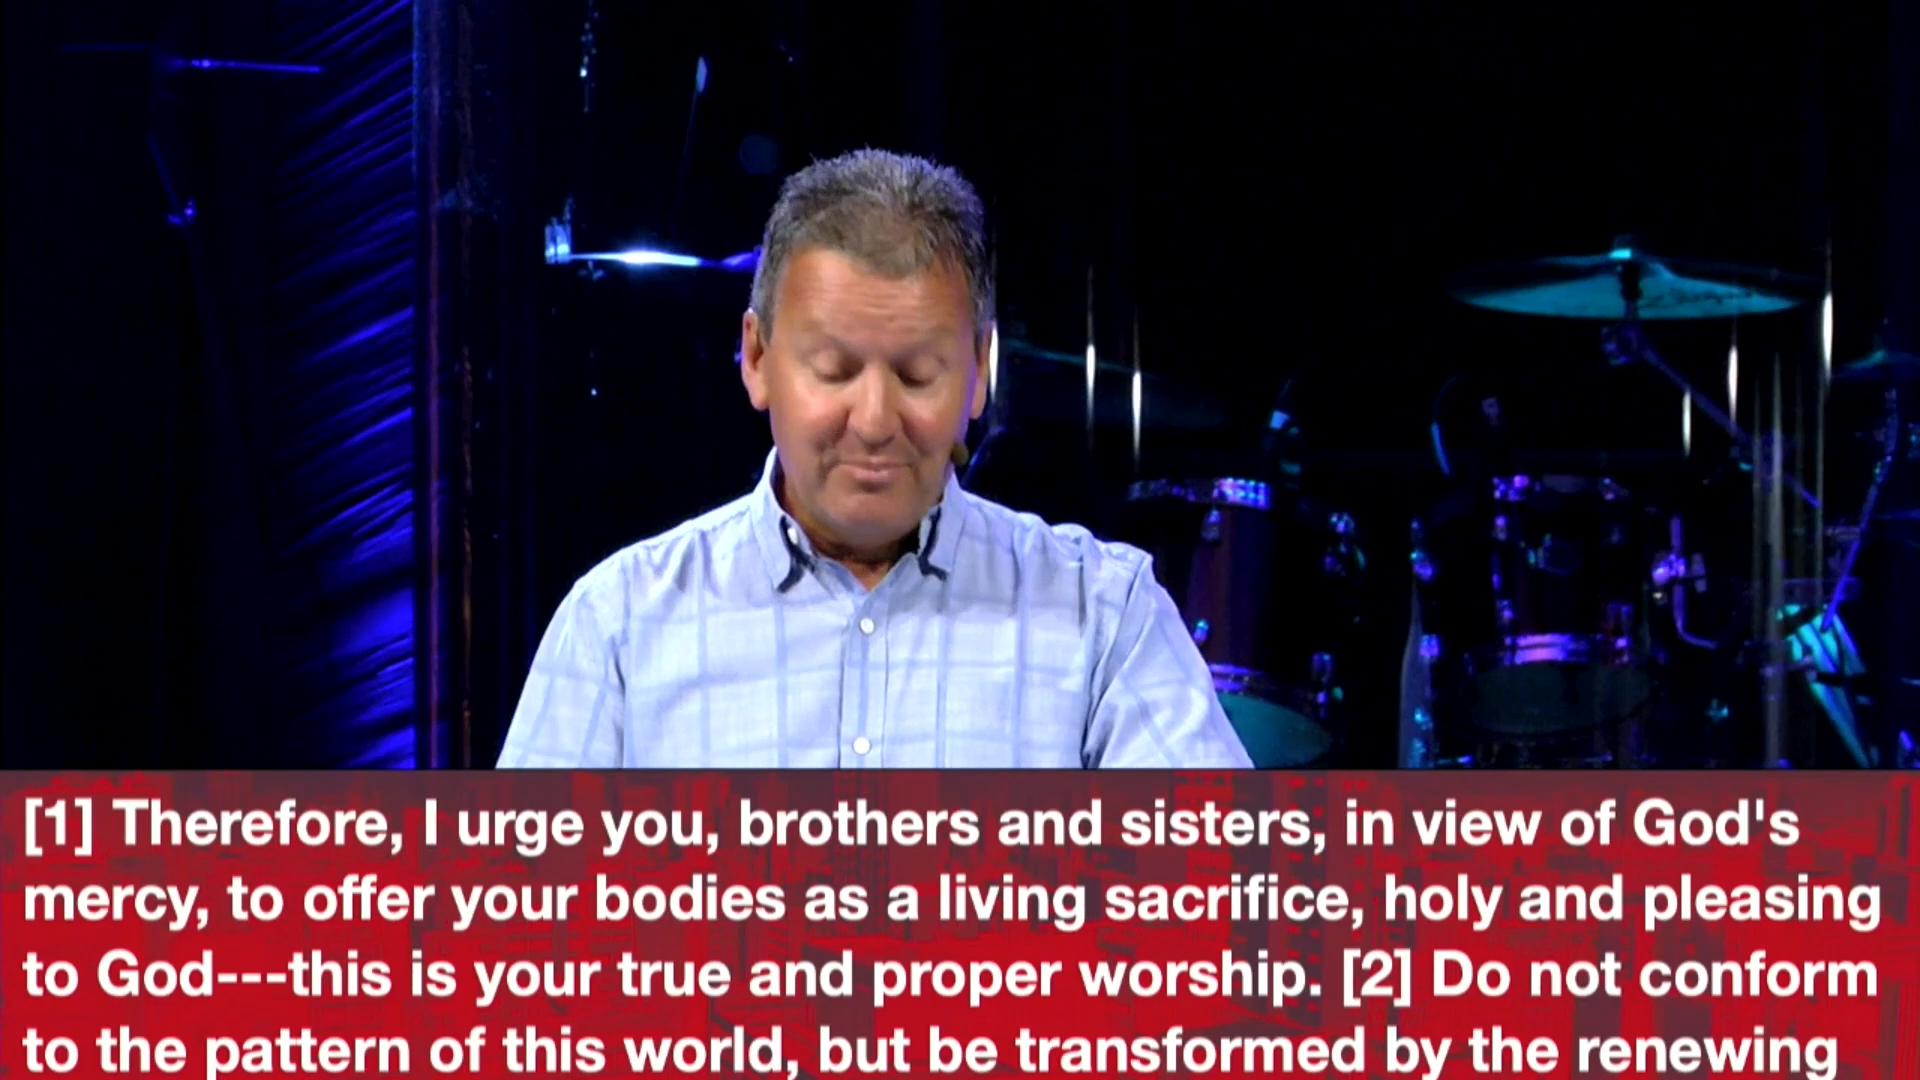 [1] Therefore, I urge you, brothers and sisters, in view of God's
mercy, to offer your bodies as a living sacrifice, holy and pleasing
to God---this is your true and proper worship. [2] Do not conform
to the pattern of this world, but be transformed by the renewing